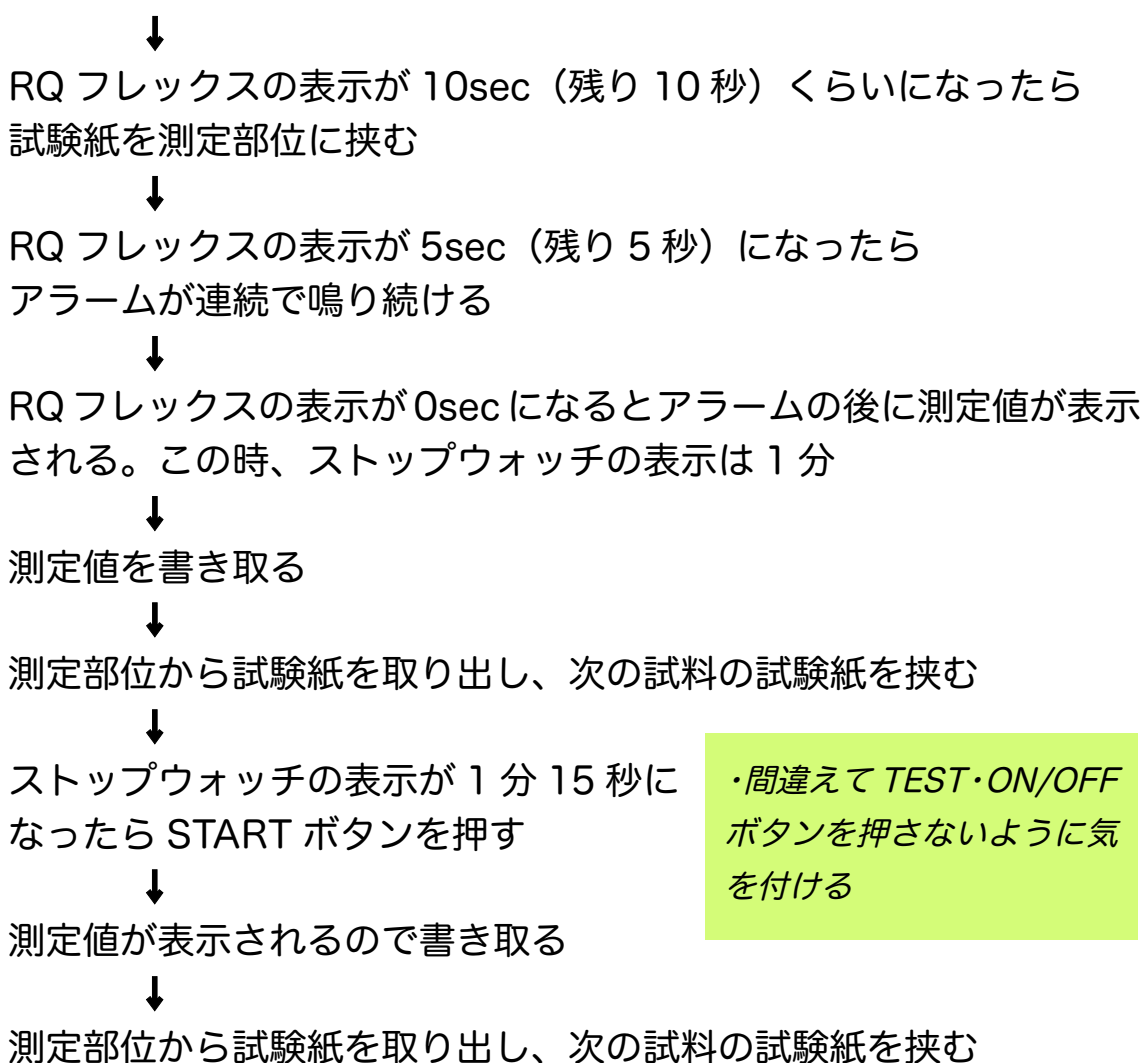 ↓
RQ フレックスの表示が 10sec（残り 10 秒）くらいになったら
試験紙を測定部位に挟む
↓
RQ フレックスの表示が 5sec（残り 5 秒）になったら
アラームが連続で鳴り続ける
↓
RQ フレックスの表示が 0sec になるとアラームの後に測定値が表示
される。この時、ストップウォッチの表示は 1 分
↓
測定値を書き取る
↓
測定部位から試験紙を取り出し、次の試料の試験紙を挟む
↓
ストップウォッチの表示が 1 分 15 秒に
なったら START ボタンを押す
・間違えて TEST・ON/OFF
ボタンを押さないように気
を付ける
↓
測定値が表示されるので書き取る
↓
測定部位から試験紙を取り出し、次の試料の試験紙を挟む